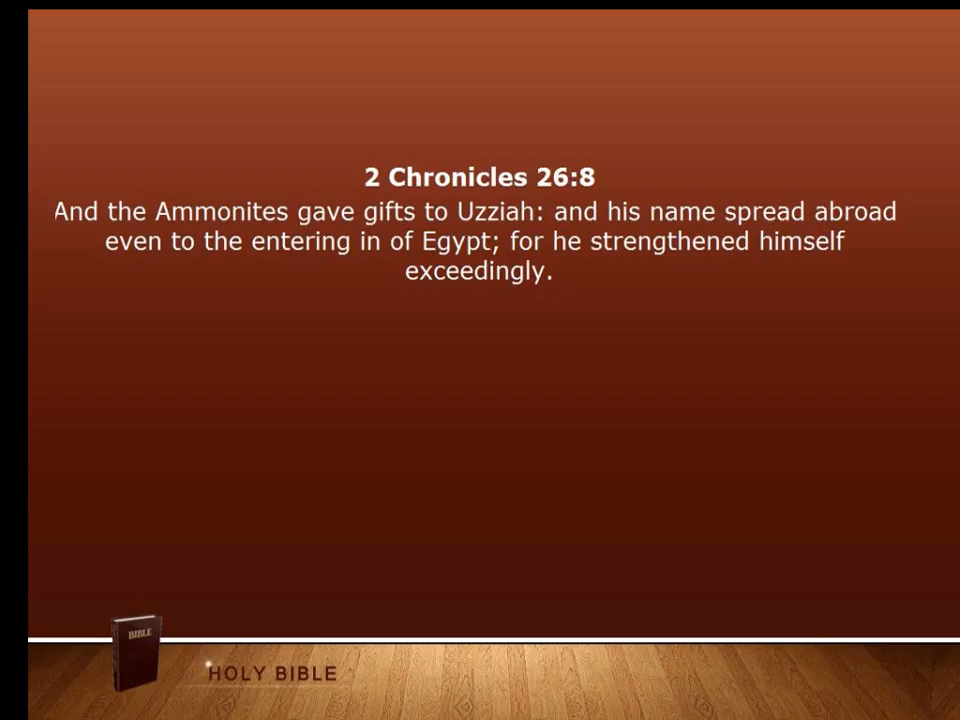 2 Chronicles 26:8
And the Ammonites gave gifts to Uzziah: and his name spread abroad
even to the entering in of Egypt; for he strengthened himself
exceedingly.
BIBLE
HOLY BIBLE